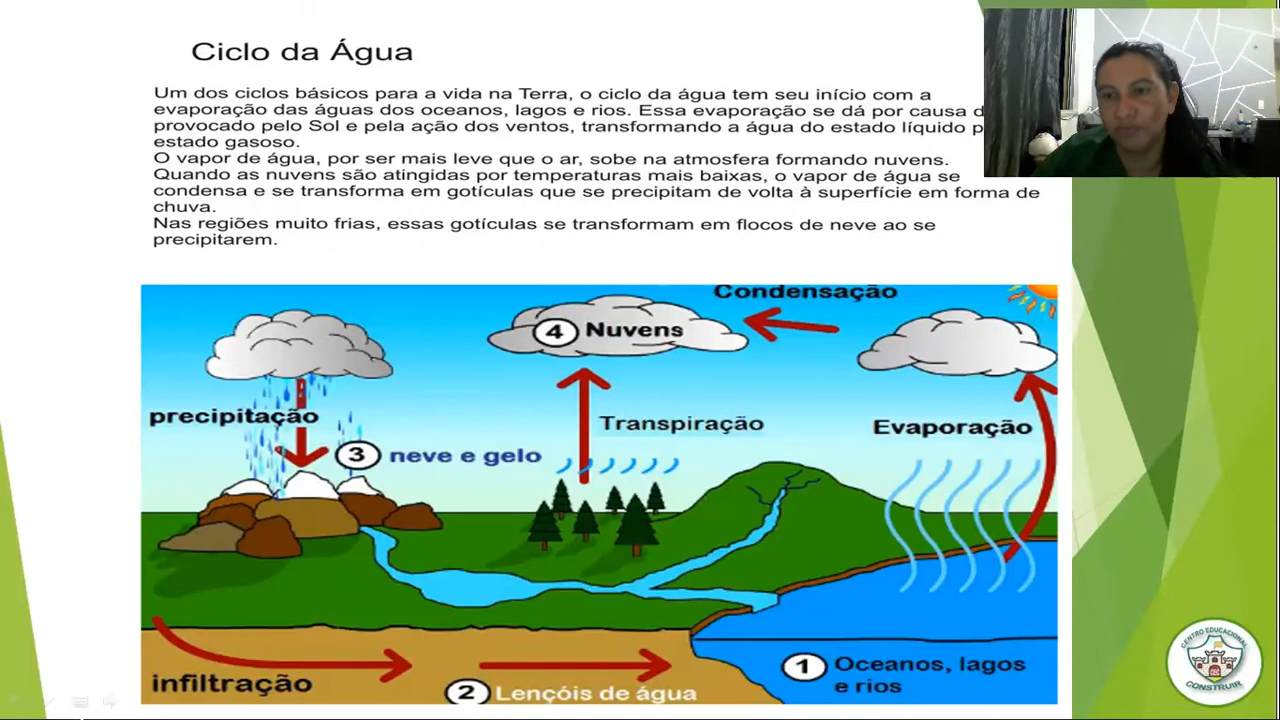 Ciclo da Água
Um dos ciclos básicos para a vida na Terra, o ciclo da água tem seu início com a
evaporação das águas dos oceanos, lagos e rios. Essa evaporação se dá por causa d
provocado pelo Sol e pela ação dos ventos, transformando a água do estado líquido p
estado gasoso.
O vapor de água, por ser mais leve que o ar, sobe na atmosfera formando nuvens.
Quando as nuvens são atingidas por temperaturas mais baixas, o vapor de água se
condensa e se transforma em gotículas que se precipitam de volta à superfície em forma de
chuva.
Nas regiões muito frias, essas gotículas se transformam em flocos de neve ao se
precipitarem.
Condensação
4 Nuvens
precipitação
Transpiração
Evaporação
3 neve e gelo
infiltração
2 Lençóis de água
1 Oceanos, lagos
e rios
CENTRO EDUCACIONAL
CONSTRUIR